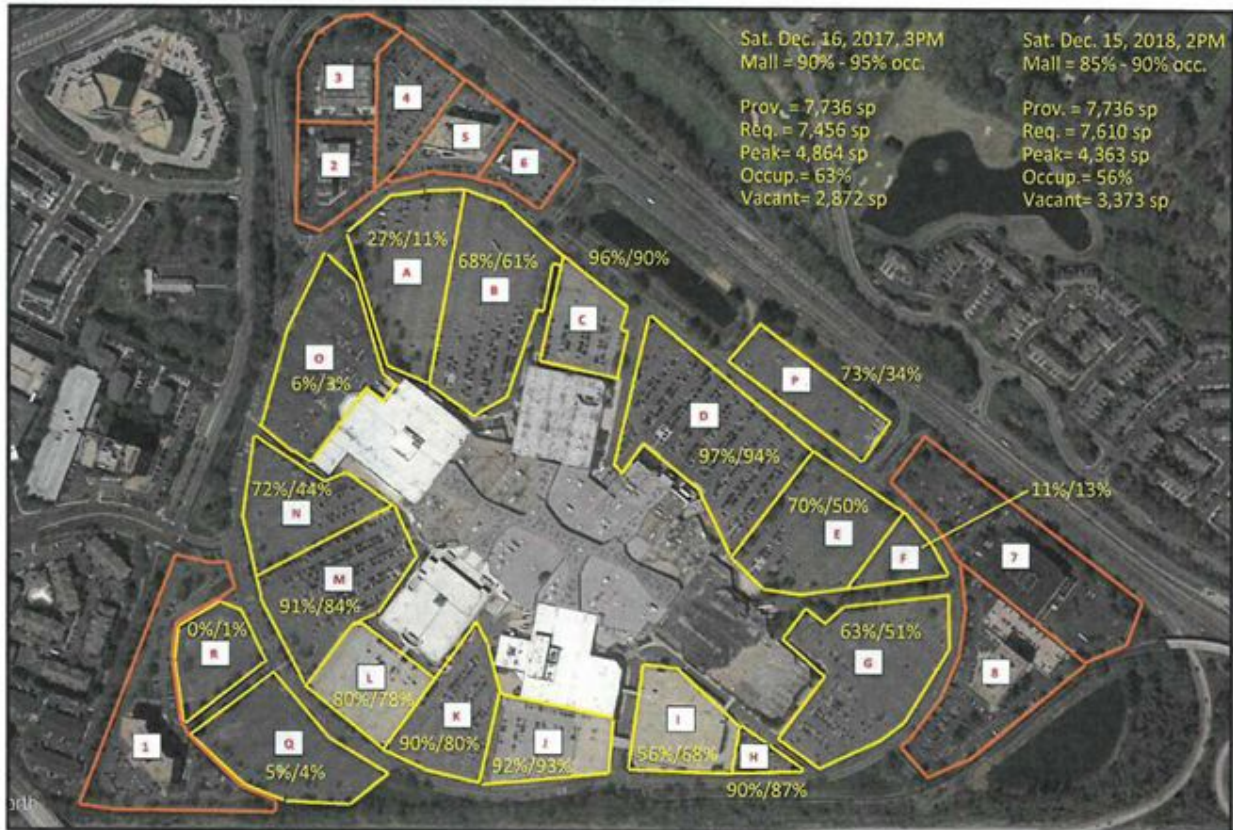 Sat. Dec. 16, 2017, 3PM
Mall = 90% - 95% occ.
Prov. = 7,736 sp
Req. = 7,456 sp
Peak= 4,864 sp
Occup.= 63%
Vacant= 2,872 sp
Sat. Dec. 15, 2018, 2PM
Mall = 85% - 90% occ.
Prov. = 7,736 sp
Req. = 7,610 sp
Peak= 4,363 sp
Occup.= 56%
Vacant= 3,373 sp
3
4
5
2
6
27%/11%
A
68%/61%
B
96%/90%
C
O
6%/3%
P
73%/34%
D
97%/94%
72%/44%
N
70%/50%
E
11%/13%
F
7
M
91%/84%
0%/1%
R
63%/51%
G
8
L
80%/78%
K
90%/80%
J
92%/93%
I
56%/68%
H
90%/87%
1
Q
5%/4%
orth